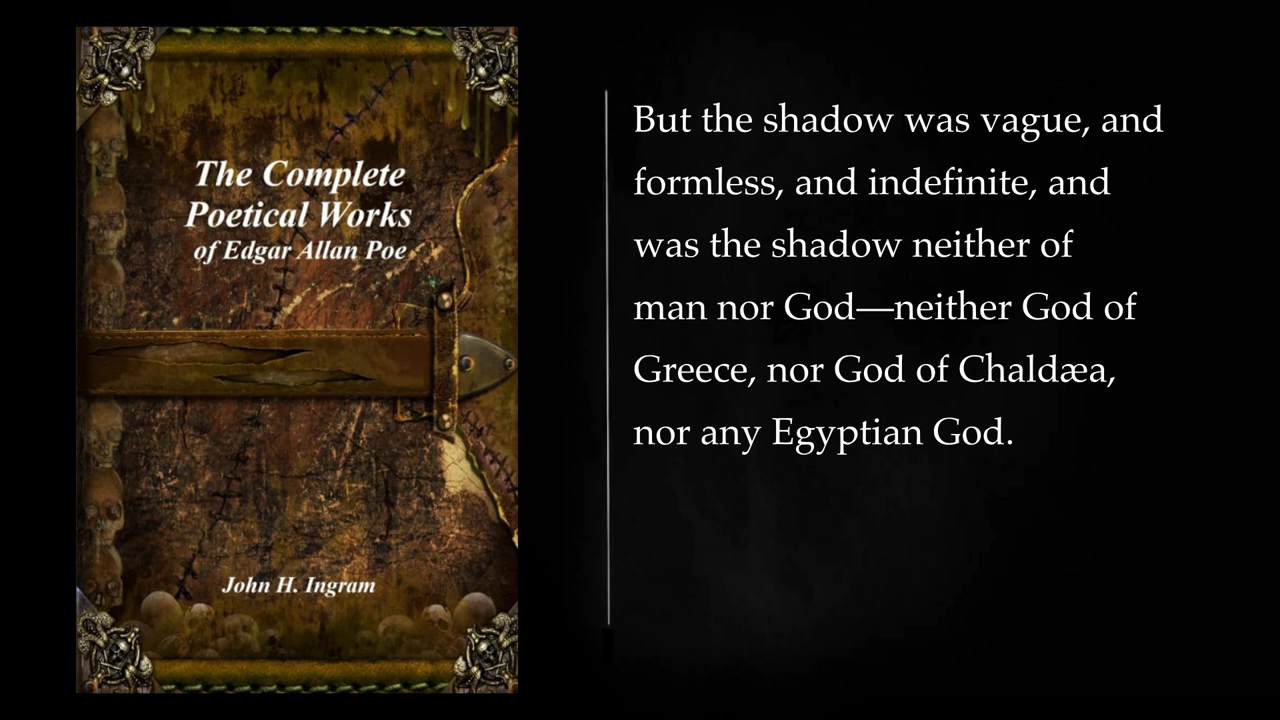 The Complete
Poetical Works
of Edgar Allan Poe
John H. Ingram
But the shadow was vague, and
formless, and indefinite, and
was the shadow neither of
man nor God—neither God of
Greece, nor God of Chaldæa,
nor any Egyptian God.